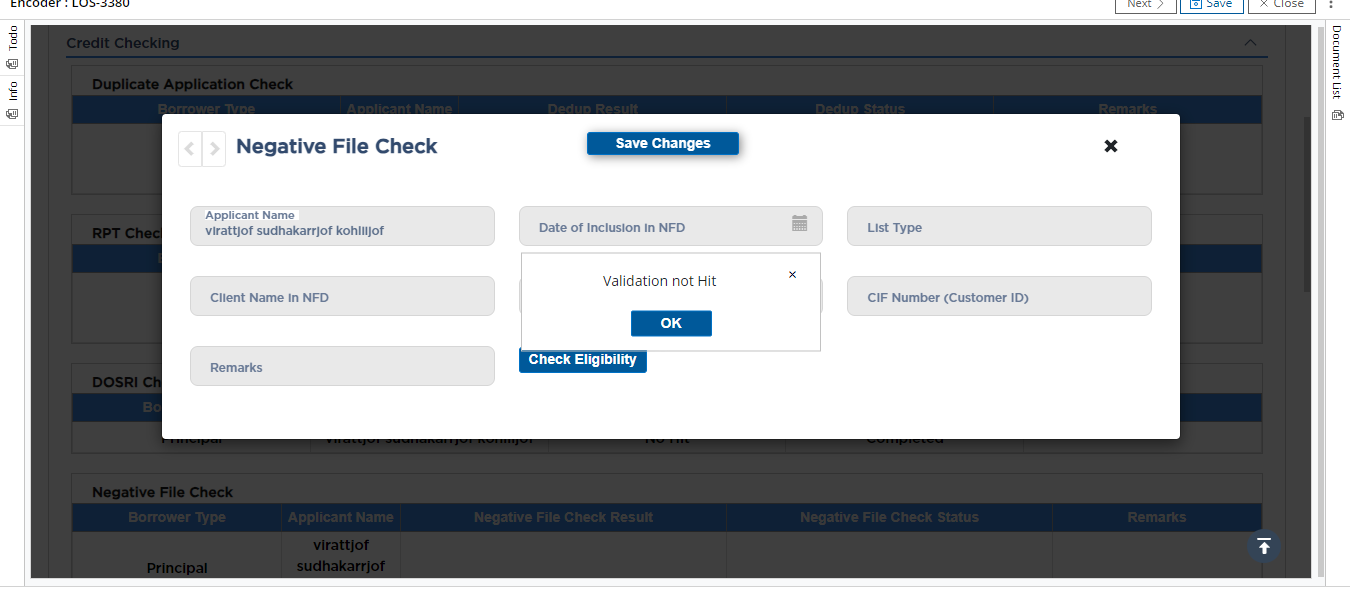 Encoder : LOS-3380
Next
Save
Close
Todo
Info
Document List
Credit Checking
Duplicate Application Check
Borrower Type Applicant Name Dedup Result Dedup Status Remarks
Negative File Check
Save Changes
Applicant Name
virattjof sudhakarrjof kohliijof
Date of Inclusion in NFD
List Type
RPT Chec
Client Name in NFD
Validation not Hit
OK
CIF Number (Customer ID)
Remarks
Check Eligibility
DOSRI Ch
Bo
Principal virattjof sudhakarrjof kohliijof No Hit Completed
Negative File Check
Borrower Type Applicant Name Negative File Check Result Negative File Check Status Remarks
Principal
virattjof
sudhakarrjof